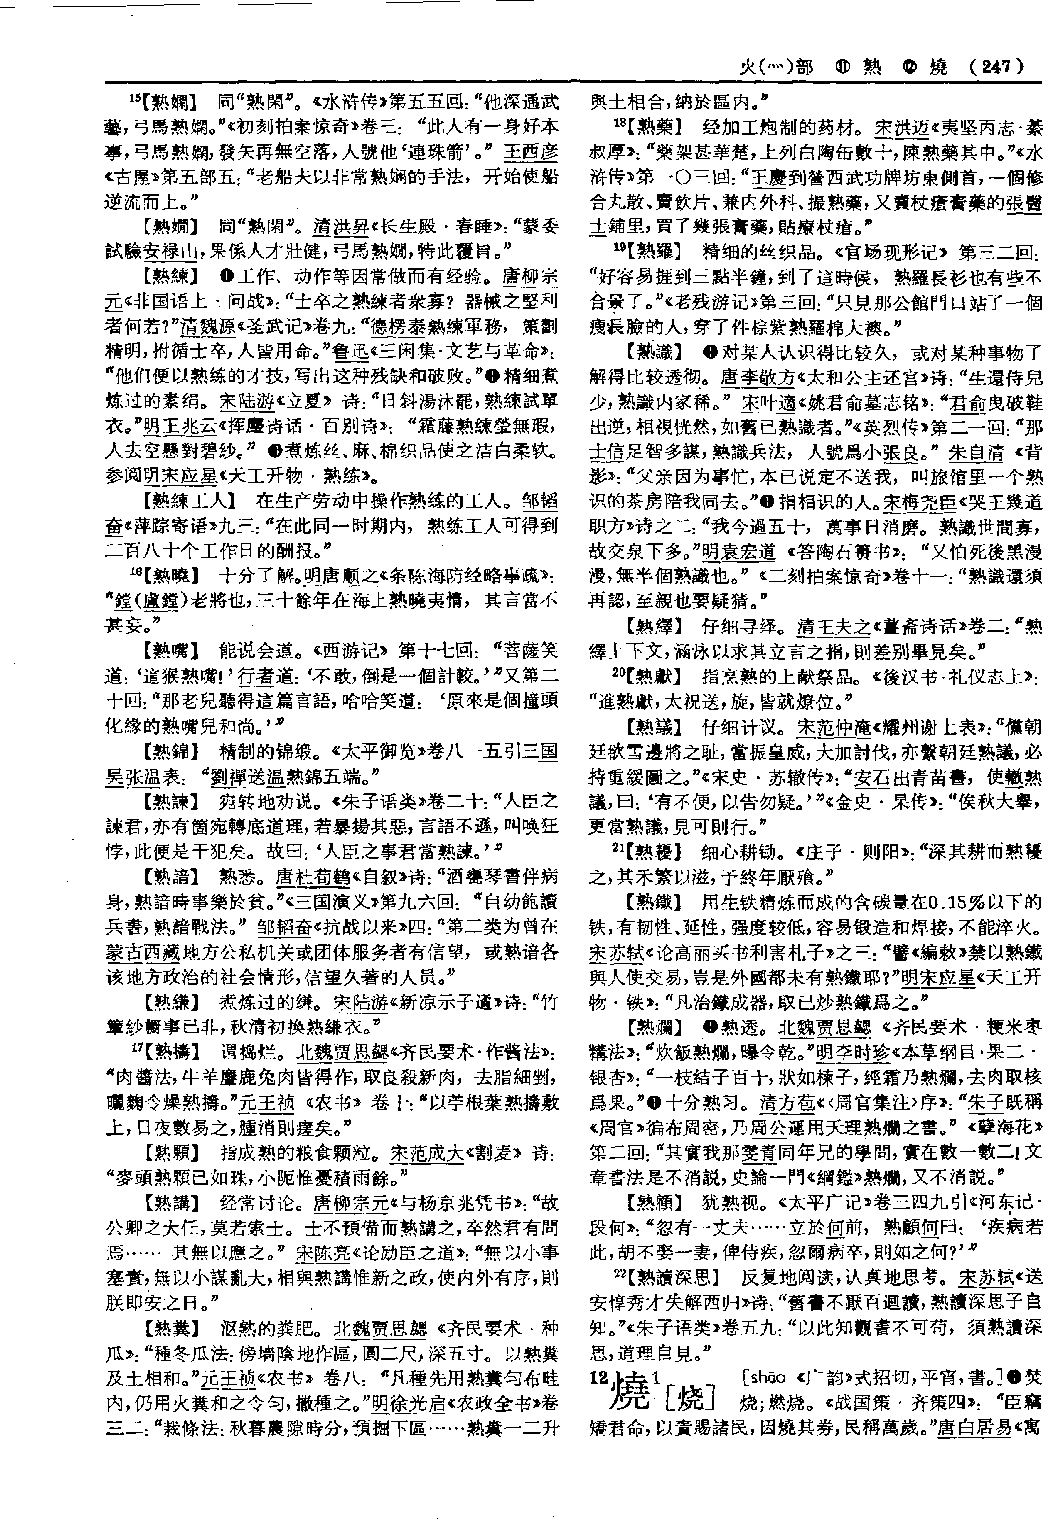 火(灬)部 ⑪ 熟 ⑫ 燒 (247)
¹⁵【熟嫻】 同“熟閑”。《水浒传》第五五回：“他深通武
藝，弓馬熟嫻。”《初刻拍案惊奇》卷三：“此人有一身好本
事，弓馬熟嫻，發矢再無空落，人號他‘連珠箭’。” 王西彦
《古屋》第五部五：“老船夫以非常熟娴的手法，开始使船
逆流而上。”
【熟嫺】 同“熟閑”。清洪昇《长生殿·春睡》：“蒙委
試驗安禄山，果係人才壯健，弓馬熟嫺，特此覆旨。”
【熟練】 ❶工作、动作等因常做而有经验。唐柳宗
元《非国语上·问战》：“士卒之熟練者衆寡？器械之堅利
者何若？”清魏源《圣武记》卷九：“德楞泰熟練軍務，策劃
精明，拊循士卒，人皆用命。”鲁迅《三闲集·文艺与革命》：
“他们便以熟练的才技，写出这种残缺和破败。”❷精细煮
炼过的素绢。宋陆游《立夏》诗：“日斜湯沐罷，熟練試單
衣。”明王兆云《挥麈诗话·百别诗》：“霜藤熟練瑩無瑕，
人去空懸對碧紗。” ❸煮炼丝、麻、棉织品使之洁白柔软。
参阅明宋应星《天工开物·熟练》。
【熟練工人】 在生产劳动中操作熟练的工人。邹韬
奋《萍踪寄语》九三：“在此同一时期内，熟练工人可得到
二百八十个工作日的酬报。”
¹⁶【熟曉】 十分了解。明唐顺之《条陈海防经略事疏》：
“鏜(盧鏜)老將也，三十餘年在海上熟曉夷情，其言當不
甚妄。”
【熟嘴】 能说会道。《西游记》第十七回：“菩薩笑
道：‘這猴熟嘴！’行者道：‘不敢，倒是一個計較。’”又第二
十回：“那老兒聽得這篇言語，哈哈笑道：‘原來是個撞頭
化緣的熟嘴兒和尚。’”
【熟錦】 精制的锦缎。《太平御览》卷八一五引三国
吴张温表：“劉禪送温熟錦五端。”
【熟諫】 宛转地劝说。《朱子语类》卷二十：“人臣之
諫君，亦有箇宛轉底道理，若暴揚其惡，言語不遜，叫唤狂
悖，此便是干犯矣。故曰：‘人臣之事君當熟諫。’”
【熟諳】 熟悉。唐杜荀鹤《自叙》诗：“酒甕琴書伴病
身，熟諳時事樂於貧。”《三国演义》第九六回：“自幼飽讀
兵書，熟諳戰法。” 邹韬奋《抗战以来》四：“第二类为曾在
蒙古西藏地方公私机关或团体服务者有信望，或熟谙各
该地方政治的社会情形，信望久著的人员。”
【熟縑】 煮炼过的缣。宋陆游《新凉示子遹》诗：“竹
簟紗㡡事已非，秋清初换熟縑衣。”
¹⁷【熟擣】 谓捣烂。北魏贾思勰《齐民要术·作酱法》：
“肉醬法，牛羊麞鹿兔肉皆得作，取良殺新肉，去脂細剉，
曬麴令燥熟擣。”元王祯《农书》卷十：“以苧根葉熟擣敷
上，日夜數易之，腫消則瘥矣。”
【熟顆】 指成熟的粮食颗粒。宋范成大《割麦》诗：
“麥頭熟顆已如珠，小阨惟憂積雨餘。”
【熟講】 经常讨论。唐柳宗元《与杨京兆凭书》：“故
公卿之大任，莫若索士。士不預備而熟講之，卒然君有問
焉……其無以應之。” 宋陈亮《论励臣之道》：“無以小事
塞責，無以小謀亂大，相與熟講惟新之政，使内外有序，則
朕即安之日。”
【熟糞】 沤熟的粪肥。北魏贾思勰《齐民要术·种
瓜》：“種冬瓜法：傍墻陰地作區，圓二尺，深五寸。以熟糞
及土相和。”元王祯《农书》卷八：“凡種先用熟糞匀布畦
内，仍用火糞和之令匀，撒種之。”明徐光启《农政全书》卷
三二：“栽條法：秋暮農隙時分，預掘下區……熟糞一二升
與土相合，纳於區内。”
¹⁸【熟藥】 经加工炮制的药材。宋洪迈《夷坚丙志·綦
叔厚》：“藥架甚華楚，上列白陶缶數十，陳熟藥其中。”《水
浒传》第一〇三回：“王慶到營西武功牌坊東側首，一個修
合丸散、賣飲片、兼内外科、撮熟藥，又賣杖瘡膏藥的張醫
士鋪里，買了幾張膏藥，貼療杖瘡。”
¹⁹【熟羅】 精细的丝织品。《官场现形记》第三二回：
“好容易捱到三點半鐘，到了這時候，熟羅長衫也有些不
合景了。”《老残游记》第三回：“只見那公館門口站了一個
瘦長臉的人，穿了件棕紫熟羅棉大襖。”
【熟識】 ❶对某人认识得比较久，或对某种事物了
解得比较透彻。唐李敬方《太和公主还宫》诗：“生還侍兒
少，熟識内家稀。” 宋叶適《姚君俞墓志铭》：“君俞曳破鞋
出逆，相視恍然，如舊已熟識者。”《英烈传》第二一回：“那
士信足智多謀，熟識兵法，人號爲小張良。” 朱自清《背
影》：“父亲因为事忙，本已说定不送我，叫旅馆里一个熟
识的茶房陪我同去。”❷指相识的人。宋梅尧臣《哭王幾道
职方》诗之二：“我今過五十，萬事日消磨。熟識世間寡，
故交泉下多。”明袁宏道《答陶石簣书》：“又怕死後黑漫
漫，無半個熟識也。”《二刻拍案惊奇》卷十一：“熟識還須
再認，至親也要疑猜。”
【熟繹】 仔细寻绎。清王夫之《薑斋诗话》卷二：“熟
繹上下文，涵泳以求其立言之指，則差别畢見矣。”
²⁰【熟獻】 指烹熟的上献祭品。《後汉书·礼仪志上》：
“進熟獻，太祝送，旋，皆就燎位。”
【熟議】 仔细计议。宋范仲淹《耀州谢上表》：“儻朝
廷欲雪邊將之耻，當振皇威，大加討伐，亦繫朝廷熟議，必
持重緩圖之。”《宋史·苏辙传》：“安石出青苗書，使轍熟
議，曰：‘有不便，以告勿疑。’”《金史·杲传》：“俟秋大舉，
更當熟議，見可則行。”
²¹【熟耰】 细心耕锄。《庄子·则阳》：“深其耕而熟耰
之，其禾繁以滋，予終年厭飱。”
【熟鐵】 用生铁精炼而成的含碳量在0.15%以下的
铁，有韧性、延性，强度较低，容易锻造和焊接，不能淬火。
宋苏轼《论高丽买书利害札子》之三：“譬《編敕》禁以熟鐵
與人使交易，豈是外國都未有熟鐵耶？”明宋应星《天工开
物·铁》：“凡治鐵成器，取已炒熟鐵爲之。”
【熟爛】 ❶熟透。北魏贾思勰《齐民要术·粳米枣
糒法》：“炊飯熟爛，曝令乾。”明李时珍《本草纲目·果二·
银杏》：“一枝結子百十，狀如楝子，經霜乃熟爛，去肉取核
爲果。”❷十分熟习。清方苞《〈周官集注〉序》：“朱子既稱
《周官》徧布周密，乃周公運用天理熟爛之書。”《孽海花》
第二回：“其實我那雯青同年兄的學問，實在數一數二！文
章書法是不消説，史論一門《綱鑑》熟爛，又不消説。”
【熟顧】 犹熟视。《太平广记》卷三四九引《河东记·
段何》：“忽有一丈夫……立於何前，熟顧何曰：‘疾病若
此，胡不娶一妻，俾侍疾，忽爾病卒，則如之何？’”
²²【熟讀深思】 反复地阅读，认真地思考。宋苏轼《送
安惇秀才失解西归》诗：“舊書不厭百迴讀，熟讀深思子自
知。”《朱子语类》卷五九：“以此知觀書不可苟，須熟讀深
思，道理自見。”
12 燒¹［烧］ [shāo 《广韵》式招切，平宵，書。]❶焚
烧；燃烧。《战国策·齐策四》：“臣竊
矯君命，以責賜諸民，因燒其券，民稱萬歲。”唐白居易《寓